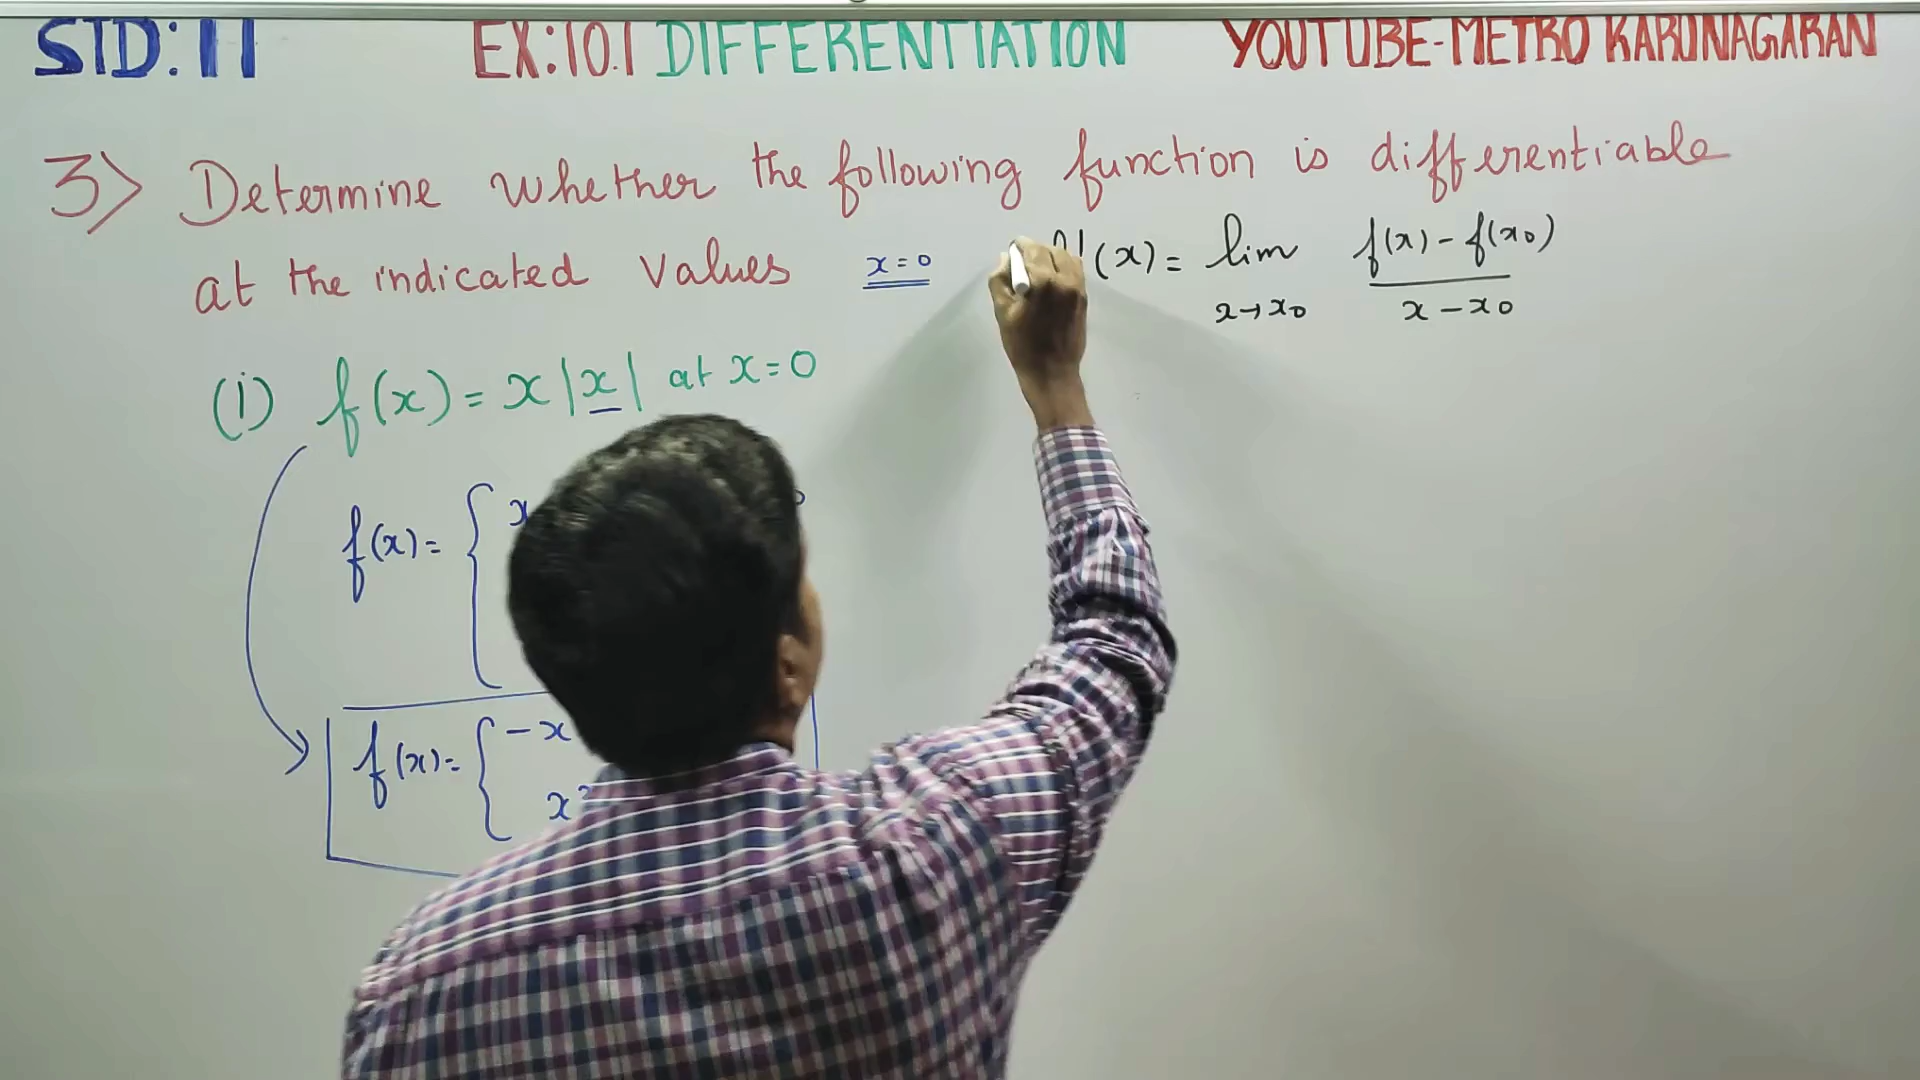 STD: 11 EX:10.1 DIFFERENTIATION YOUTUBE-METRO KARUNAGARAN
3) Determine whether the following function is differentiable
at the indicated values x=0
f'(x) = lim x→x₀ f(x) - f(x₀) / x - x₀
(i) f(x) = x |x| at x=0
f(x) = { x
f(x) = { -x
x²